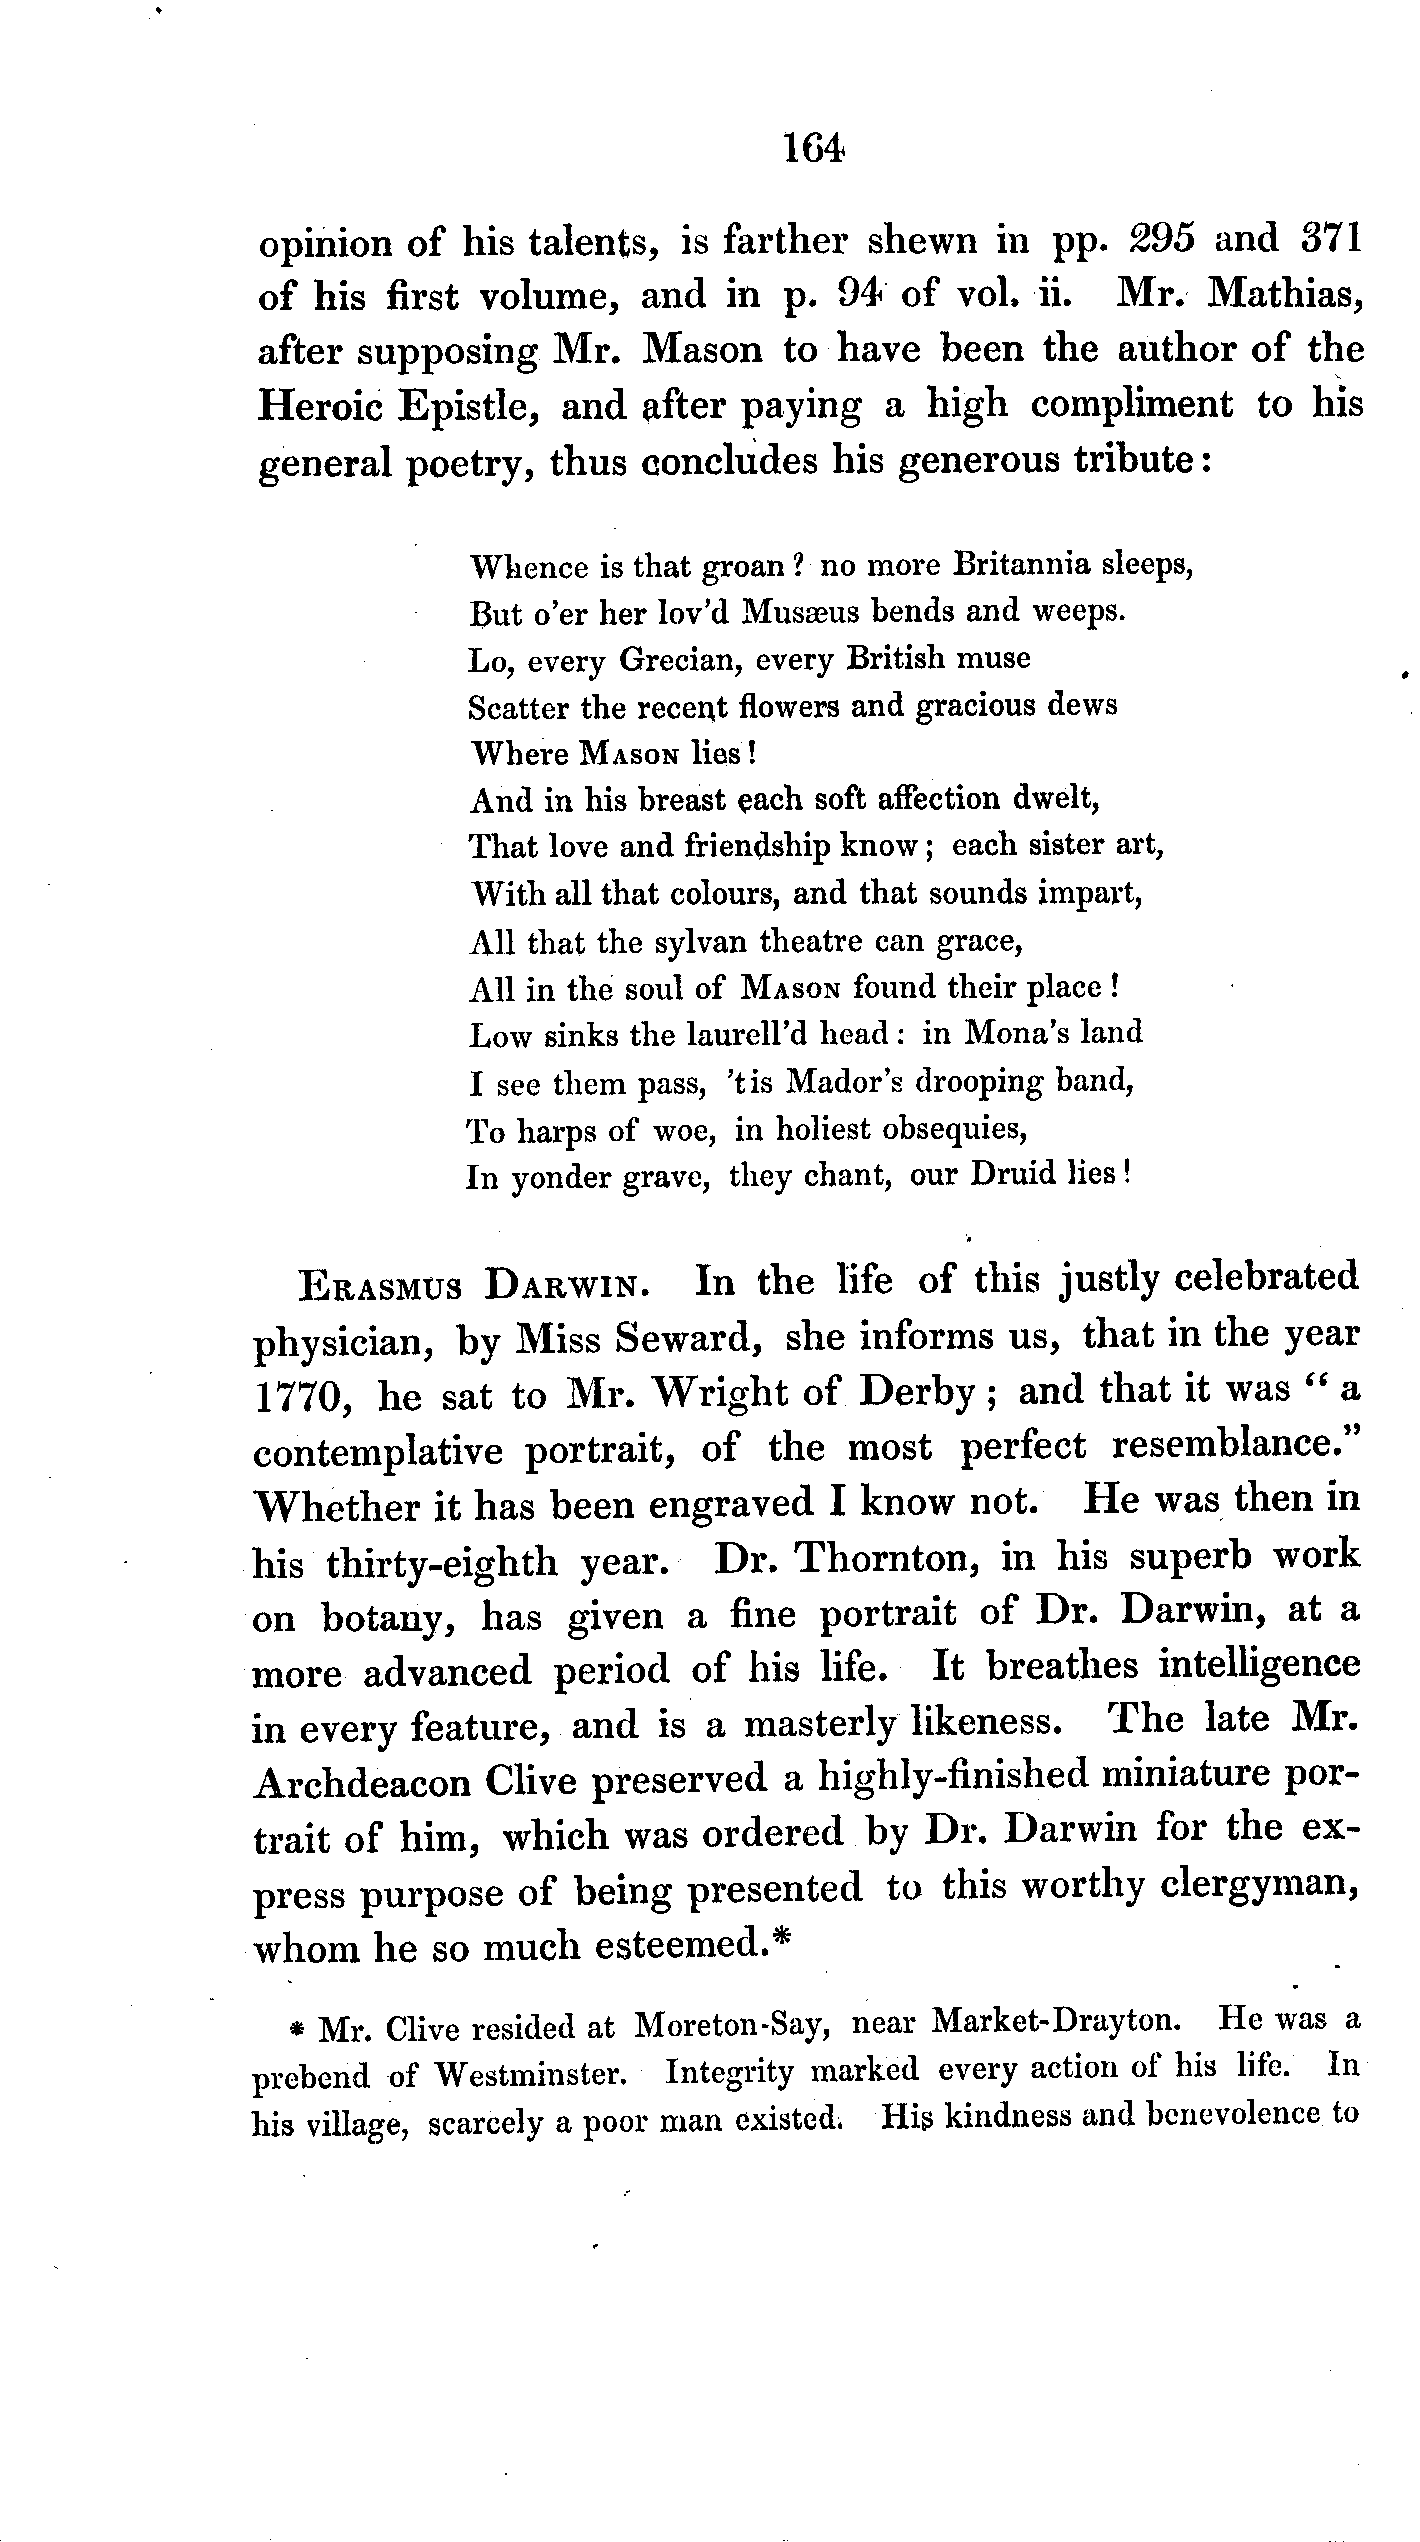 164
opinion of his talents, is farther shewn in pp. 295 and 371
of his first volume, and in p. 94 of vol. ii. Mr. Mathias,
after supposing Mr. Mason to have been the author of the
Heroic Epistle, and after paying a high compliment to his
general poetry, thus concludes his generous tribute:
Whence is that groan? no more Britannia sleeps,
But o'er her lov'd Musæus bends and weeps.
Lo, every Grecian, every British muse
Scatter the recent flowers and gracious dews
Where MASON lies!
And in his breast each soft affection dwelt,
That love and friendship know; each sister art,
With all that colours, and that sounds impart,
All that the sylvan theatre can grace,
All in the soul of MASON found their place!
Low sinks the laurell'd head: in Mona's land
I see them pass, 'tis Mador's drooping band,
To harps of woe, in holiest obsequies,
In yonder grave, they chant, our Druid lies!
ERASMUS DARWIN. In the life of this justly celebrated
physician, by Miss Seward, she informs us, that in the year
1770, he sat to Mr. Wright of Derby; and that it was “ a
contemplative portrait, of the most perfect resemblance.”
Whether it has been engraved I know not. He was then in
his thirty-eighth year. Dr. Thornton, in his superb work
on botany, has given a fine portrait of Dr. Darwin, at a
more advanced period of his life. It breathes intelligence
in every feature, and is a masterly likeness. The late Mr.
Archdeacon Clive preserved a highly-finished miniature por-
trait of him, which was ordered by Dr. Darwin for the ex-
press purpose of being presented to this worthy clergyman,
whom he so much esteemed.*
* Mr. Clive resided at Moreton-Say, near Market-Drayton. He was a
prebend of Westminster. Integrity marked every action of his life. In
his village, scarcely a poor man existed. His kindness and benevolence to